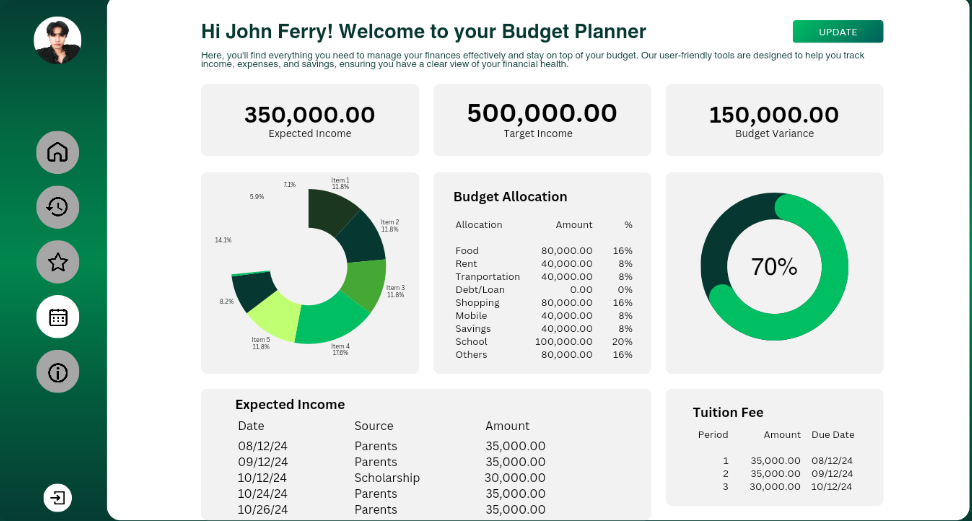 Hi John Ferry! Welcome to your Budget Planner
UPDATE
Here, you'll find everything you need to manage your finances effectively and stay on top of your budget. Our user-friendly tools are designed to help you track
income, expenses, and savings, ensuring you have a clear view of your financial health.
350,000.00
Expected Income
500,000.00
Target Income
150,000.00
Budget Variance
7.1%
Item 1
11.8%
5.9%
Item 2
11.8%
14.1%
Item 3
11.8%
8.2%
Item 5
11.8%
Item 4
17.6%
Budget Allocation
Allocation Amount %
Food 80,000.00 16%
Rent 40,000.00 8%
Tranportation 40,000.00 8%
Debt/Loan 0.00 0%
Shopping 80,000.00 16%
Mobile 40,000.00 8%
Savings 40,000.00 8%
School 100,000.00 20%
Others 80,000.00 16%
70%
Expected Income
Date Source Amount
08/12/24 Parents 35,000.00
09/12/24 Parents 35,000.00
10/12/24 Scholarship 30,000.00
10/24/24 Parents 35,000.00
10/26/24 Parents 35,000.00
Tuition Fee
Period Amount Due Date
1 35,000.00 08/12/24
2 35,000.00 09/12/24
3 30,000.00 10/12/24